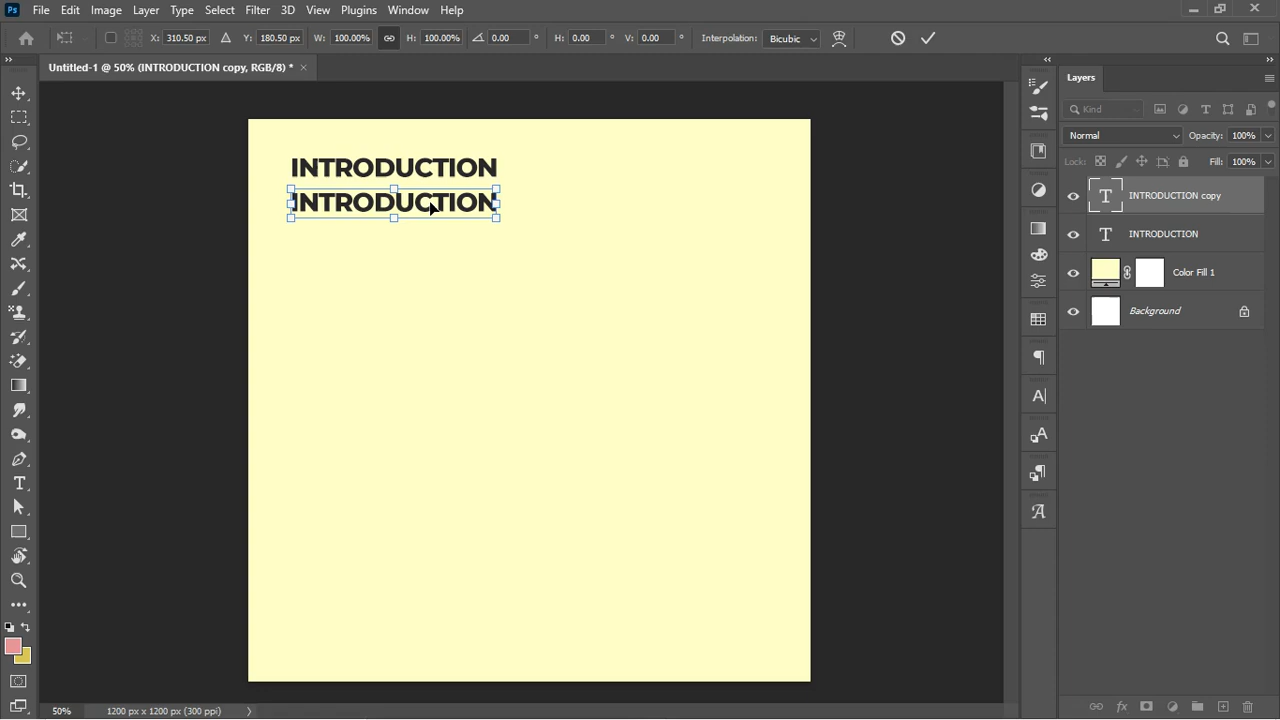 Ps File Edit Image Layer Type Select Filter 3D View Plugins Window Help
X: 310.50 px Y: 180.50 px W: 100.00% H: 100.00% 0.00 ° H: 0.00 ° V: 0.00 ° Interpolation: Bicubic
Untitled-1 @ 50% (INTRODUCTION copy, RGB/8) * ×
Layers
Kind
Normal Opacity: 100%
Lock: Fill: 100%
INTRODUCTION
INTRODUCTION
T INTRODUCTION copy
T INTRODUCTION
Color Fill 1
Background
50% 1200 px x 1200 px (300 ppi)